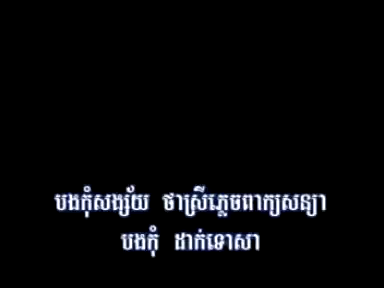 បងកុំសង្ស័យ ថាស្រីភ្លេចពាក្យសន្យា
បងកុំ ដាក់ទោសា